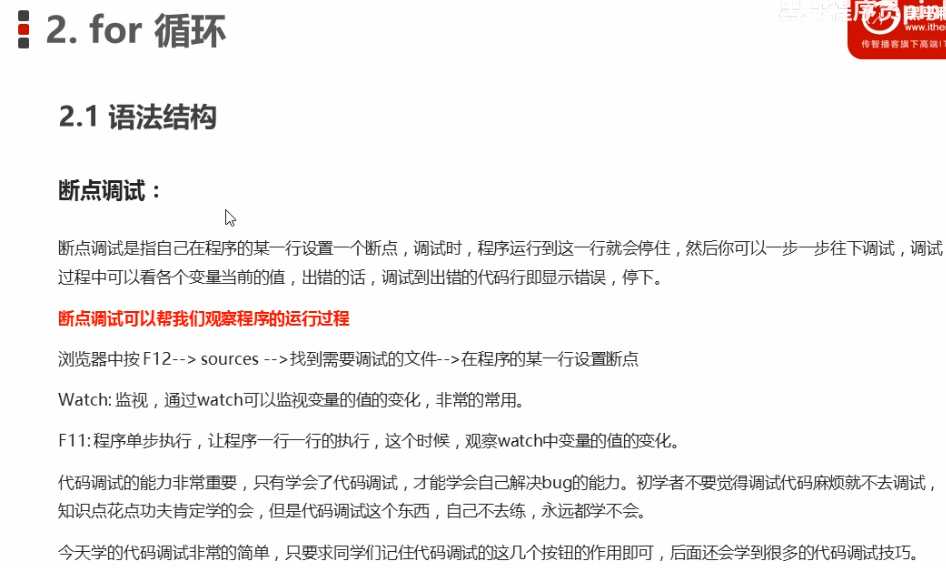 2. for 循环
www.ithe
传智播客旗下高端I
2.1 语法结构
断点调试：
断点调试是指自己在程序的某一行设置一个断点，调试时，程序运行到这一行就会停住，然后你可以一步一步往下调试，调试
过程中可以看各个变量当前的值，出错的话，调试到出错的代码行即显示错误，停下。
断点调试可以帮我们观察程序的运行过程
浏览器中按 F12--> sources -->找到需要调试的文件-->在程序的某一行设置断点
Watch: 监视，通过watch可以监视变量的值的变化，非常的常用。
F11: 程序单步执行，让程序一行一行的执行，这个时候，观察watch中变量的值的变化。
代码调试的能力非常重要，只有学会了代码调试，才能学会自己解决bug的能力。初学者不要觉得调试代码麻烦就不去调试，
知识点花点功夫肯定学的会，但是代码调试这个东西，自己不去练，永远都学不会。
今天学的代码调试非常的简单，只要求同学们记住代码调试的这几个按钮的作用即可，后面还会学到很多的代码调试技巧。